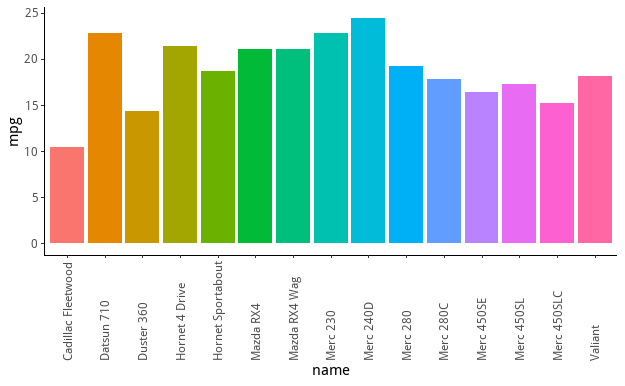 25
20
15
10
5
0
mpg
Cadillac Fleetwood
Datsun 710
Duster 360
Hornet 4 Drive
Hornet Sportabout
Mazda RX4
Mazda RX4 Wag
Merc 230
Merc 240D
Merc 280
Merc 280C
Merc 450SE
Merc 450SL
Merc 450SLC
Valiant
name